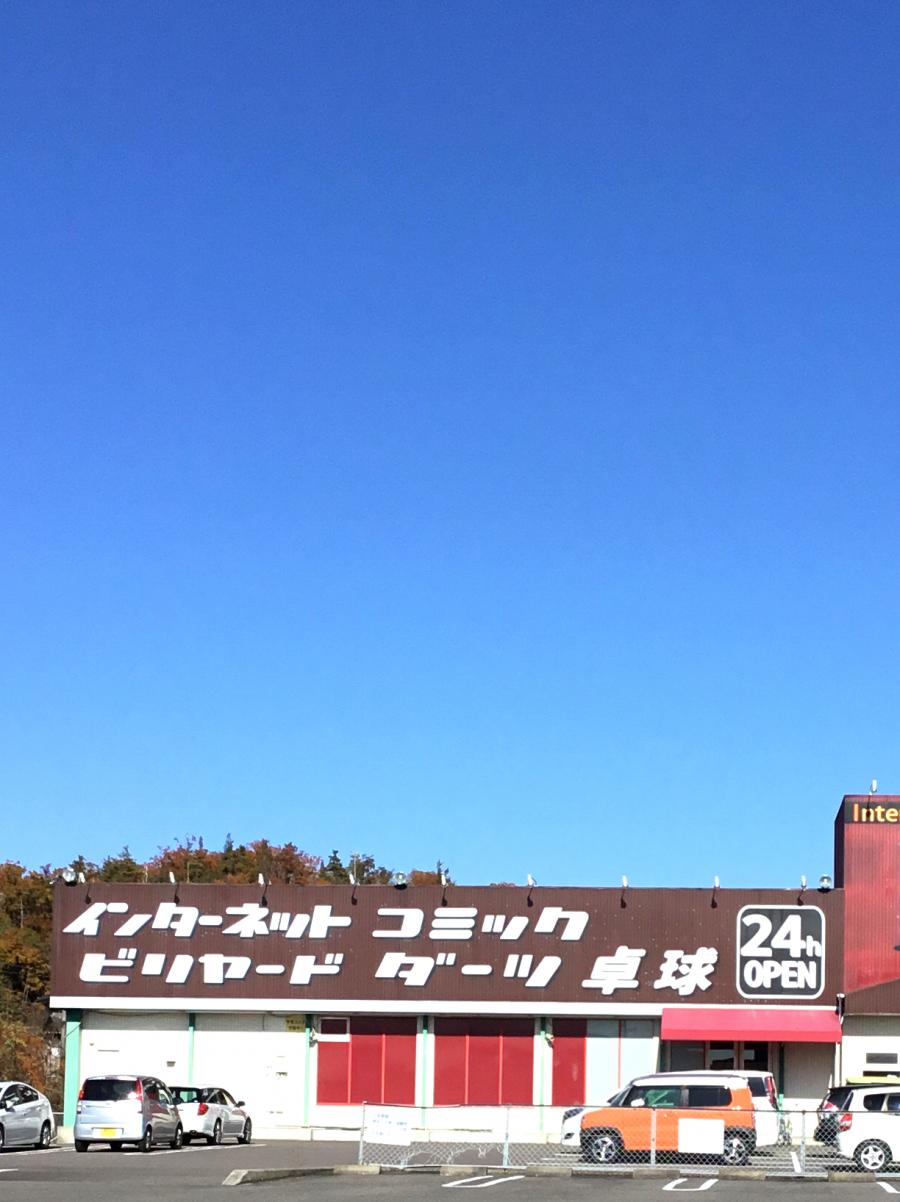 インターネット コミック
ビリヤード ダーツ 卓球
24h
OPEN
Inte